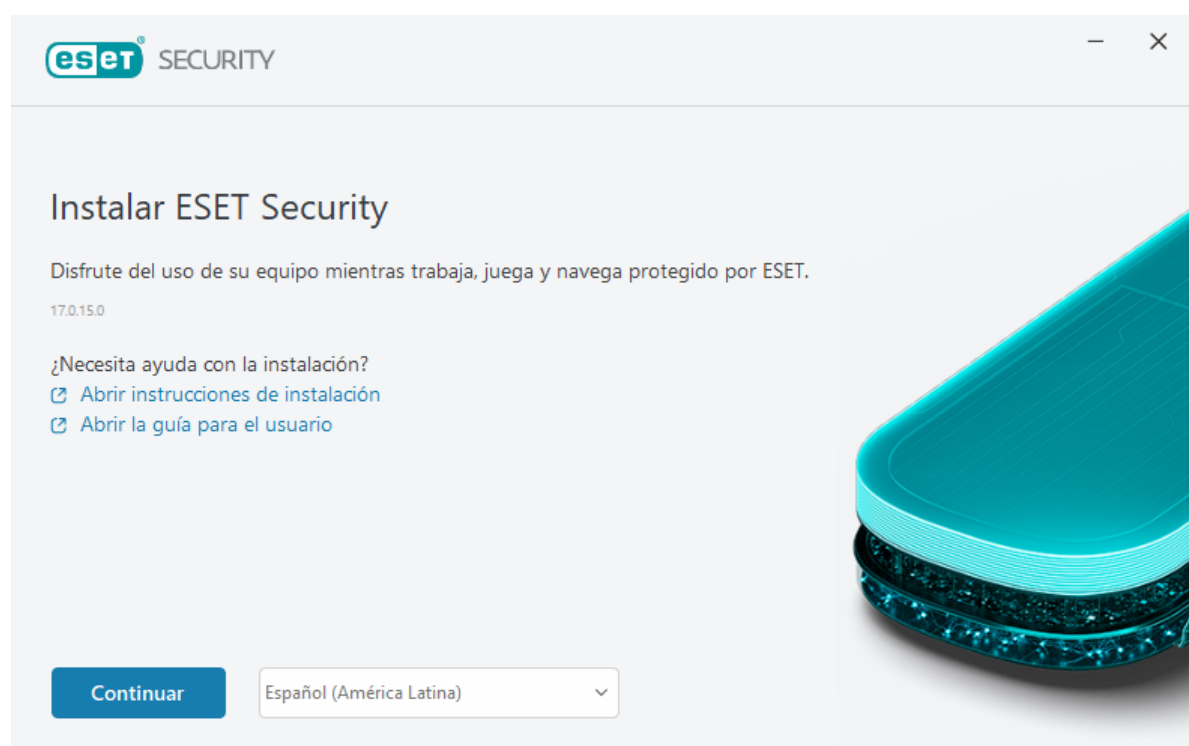 eset® SECURITY
Instalar ESET Security
Disfrute del uso de su equipo mientras trabaja, juega y navega protegido por ESET.
17.0.15.0
¿Necesita ayuda con la instalación?
Abrir instrucciones de instalación
Abrir la guía para el usuario
Continuar
Español (América Latina)